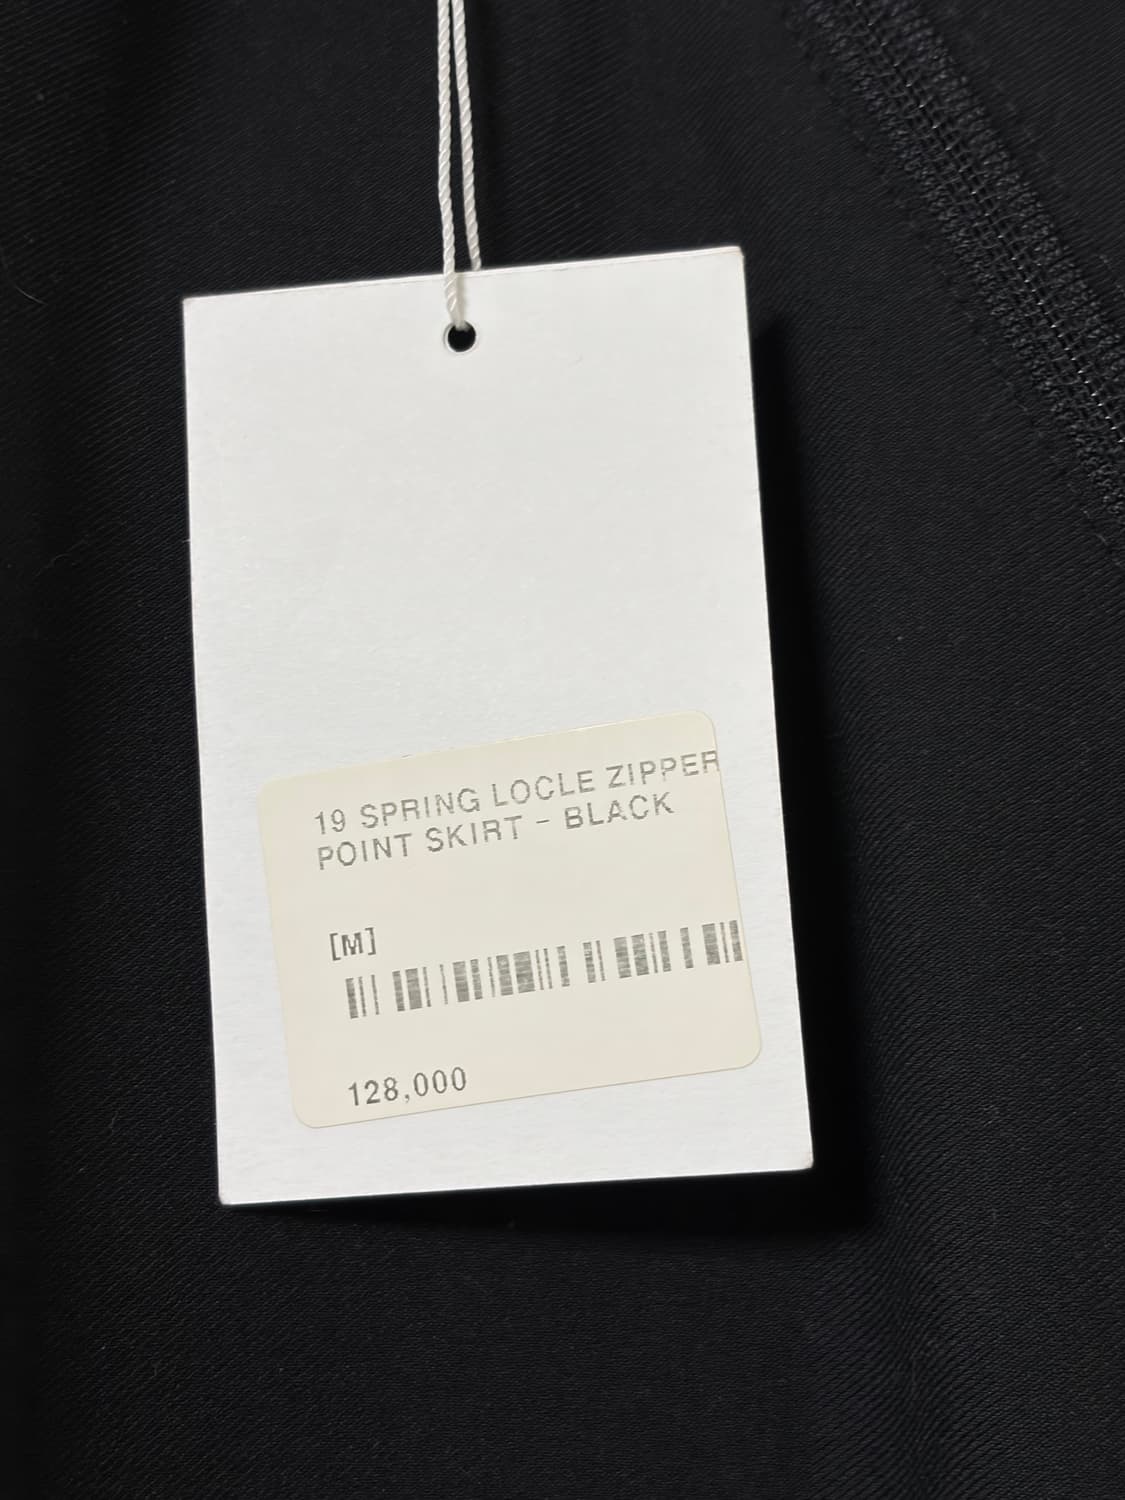 19 SPRING LOCLE ZIPPER
POINT SKIRT - BLACK
[M]
128,000